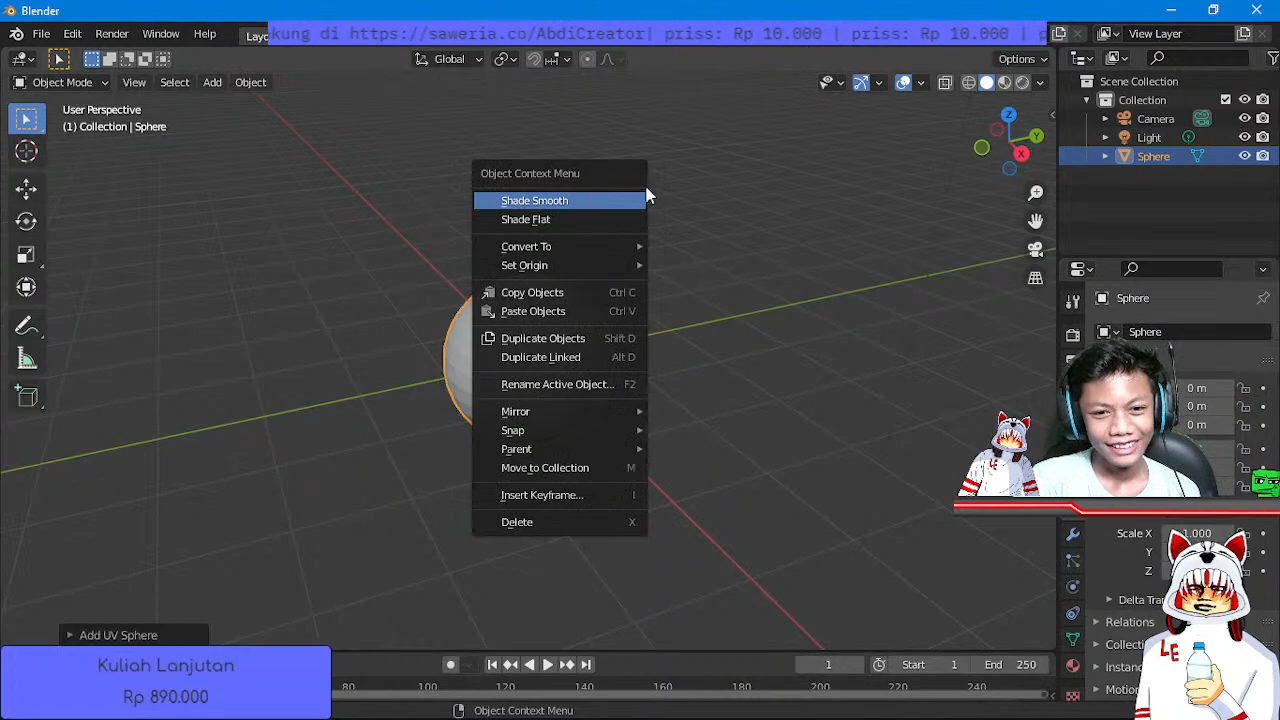 Blender
File Edit Render Window Help Layo
kung di https://saweria.co/AbdiCreator| priss: Rp 10.000 | priss: Rp 10.000 | p
View Layer
Global
Options
Object Mode View Select Add Object
User Perspective
(1) Collection | Sphere
Scene Collection
Collection
Camera
Light
Sphere
Z
Y
X
Object Context Menu
Shade Smooth
Shade Flat
Convert To
Set Origin
Copy Objects Ctrl C
Paste Objects Ctrl V
Duplicate Objects Shift D
Duplicate Linked Alt D
Rename Active Object... F2
Mirror
Snap
Parent
Move to Collection M
Insert Keyframe... I
Delete X
Sphere
Sphere
0 m
0 m
0 m
LE
Scale X 1.000
Y
Z
Delta Tra
Relations
Collec
Instan
Motion
LE
Add UV Sphere
Kuliah Lanjutan
Rp 890.000
1 Start 1 End 250
80 100 120 140 160 180 200 220 240
Object Context Menu